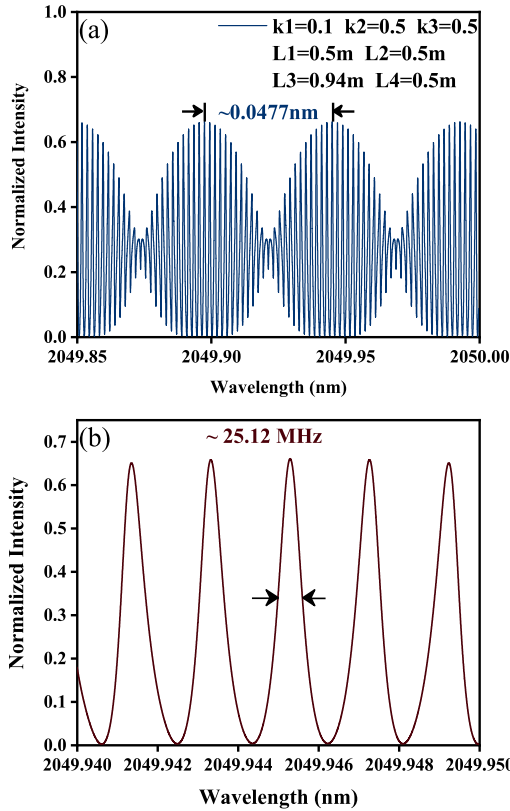 (a)
k1=0.1 k2=0.5 k3=0.5
L1=0.5m L2=0.5m
L3=0.94m L4=0.5m
~0.0477nm
Normalized Intensity
1.0
0.8
0.6
0.4
0.2
0.0
2049.85 2049.90 2049.95 2050.00
Wavelength (nm)
(b)
~ 25.12 MHz
Normalized Intensity
0.7
0.6
0.5
0.4
0.3
0.2
0.1
0.0
2049.940 2049.942 2049.944 2049.946 2049.948 2049.950
Wavelength (nm)